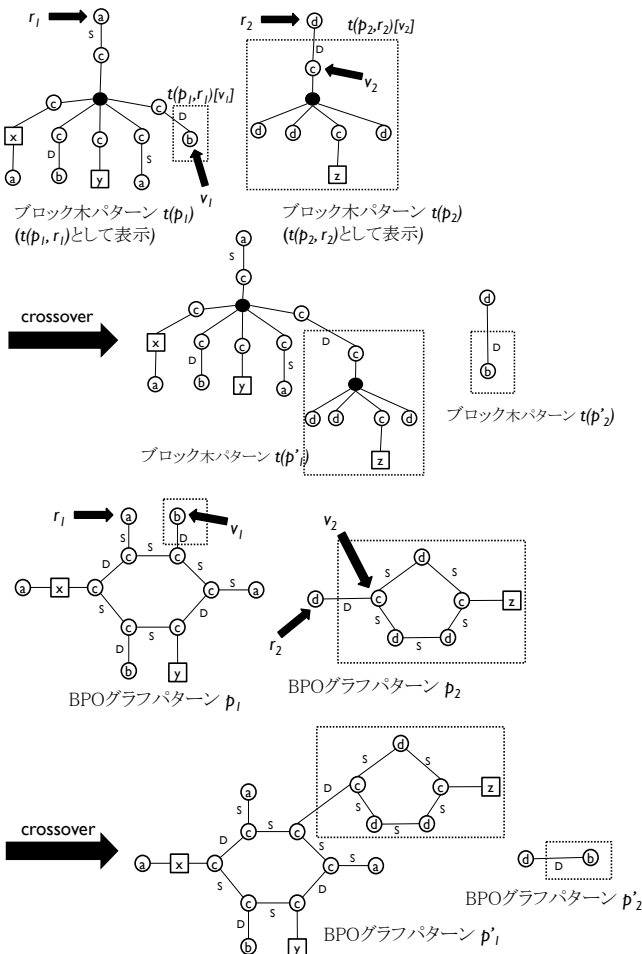 r1
a
S
c
t(p1,r1)[v1]
c
c
D
x
c
c
c
b
D
S
a
b
y
a
v1
ブロック木パターン t(p1)
(t(p1, r1)として表示)
r2
d
t(p2,r2)[v2]
D
c
v2
d
d
c
d
z
ブロック木パターン t(p2)
(t(p2, r2)として表示)
crossover
a
S
c
c
c
D
x
c
c
c
c
D
S
a
b
y
a
d
d
c
d
z
ブロック木パターン t(p'1)
d
D
b
ブロック木パターン t(p'2)
r1
a
b
v1
S
D
D
c
S
c
S
a
x
c
c
S
a
S
D
c
S
c
D
b
y
BPOグラフパターン p1
v2
d
S
S
d
D
c
c
z
r2
S
S
d
S
d
BPOグラフパターン p2
crossover
d
S
S
D
c
c
z
a
S
S
S
d
S
d
D
c
S
c
S
a
x
c
c
S
a
S
D
c
S
c
D
b
y
BPOグラフパターン p'1
d
D
b
BPOグラフパターン p'2